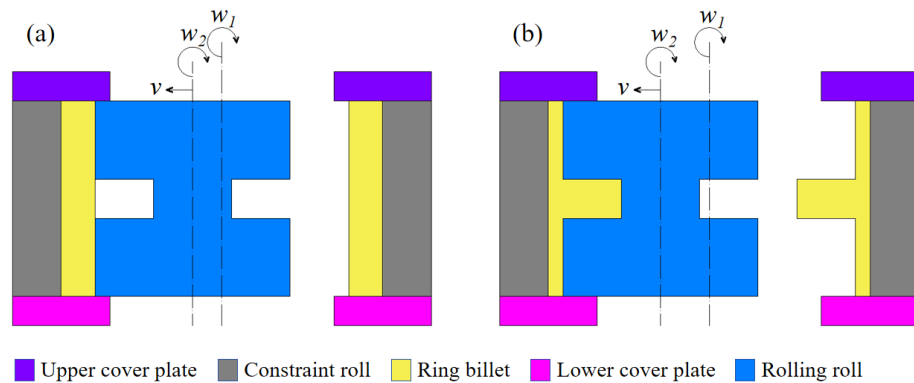 (a)
w1
w2
v
(b)
w1
w2
v
Upper cover plate
Constraint roll
Ring billet
Lower cover plate
Rolling roll